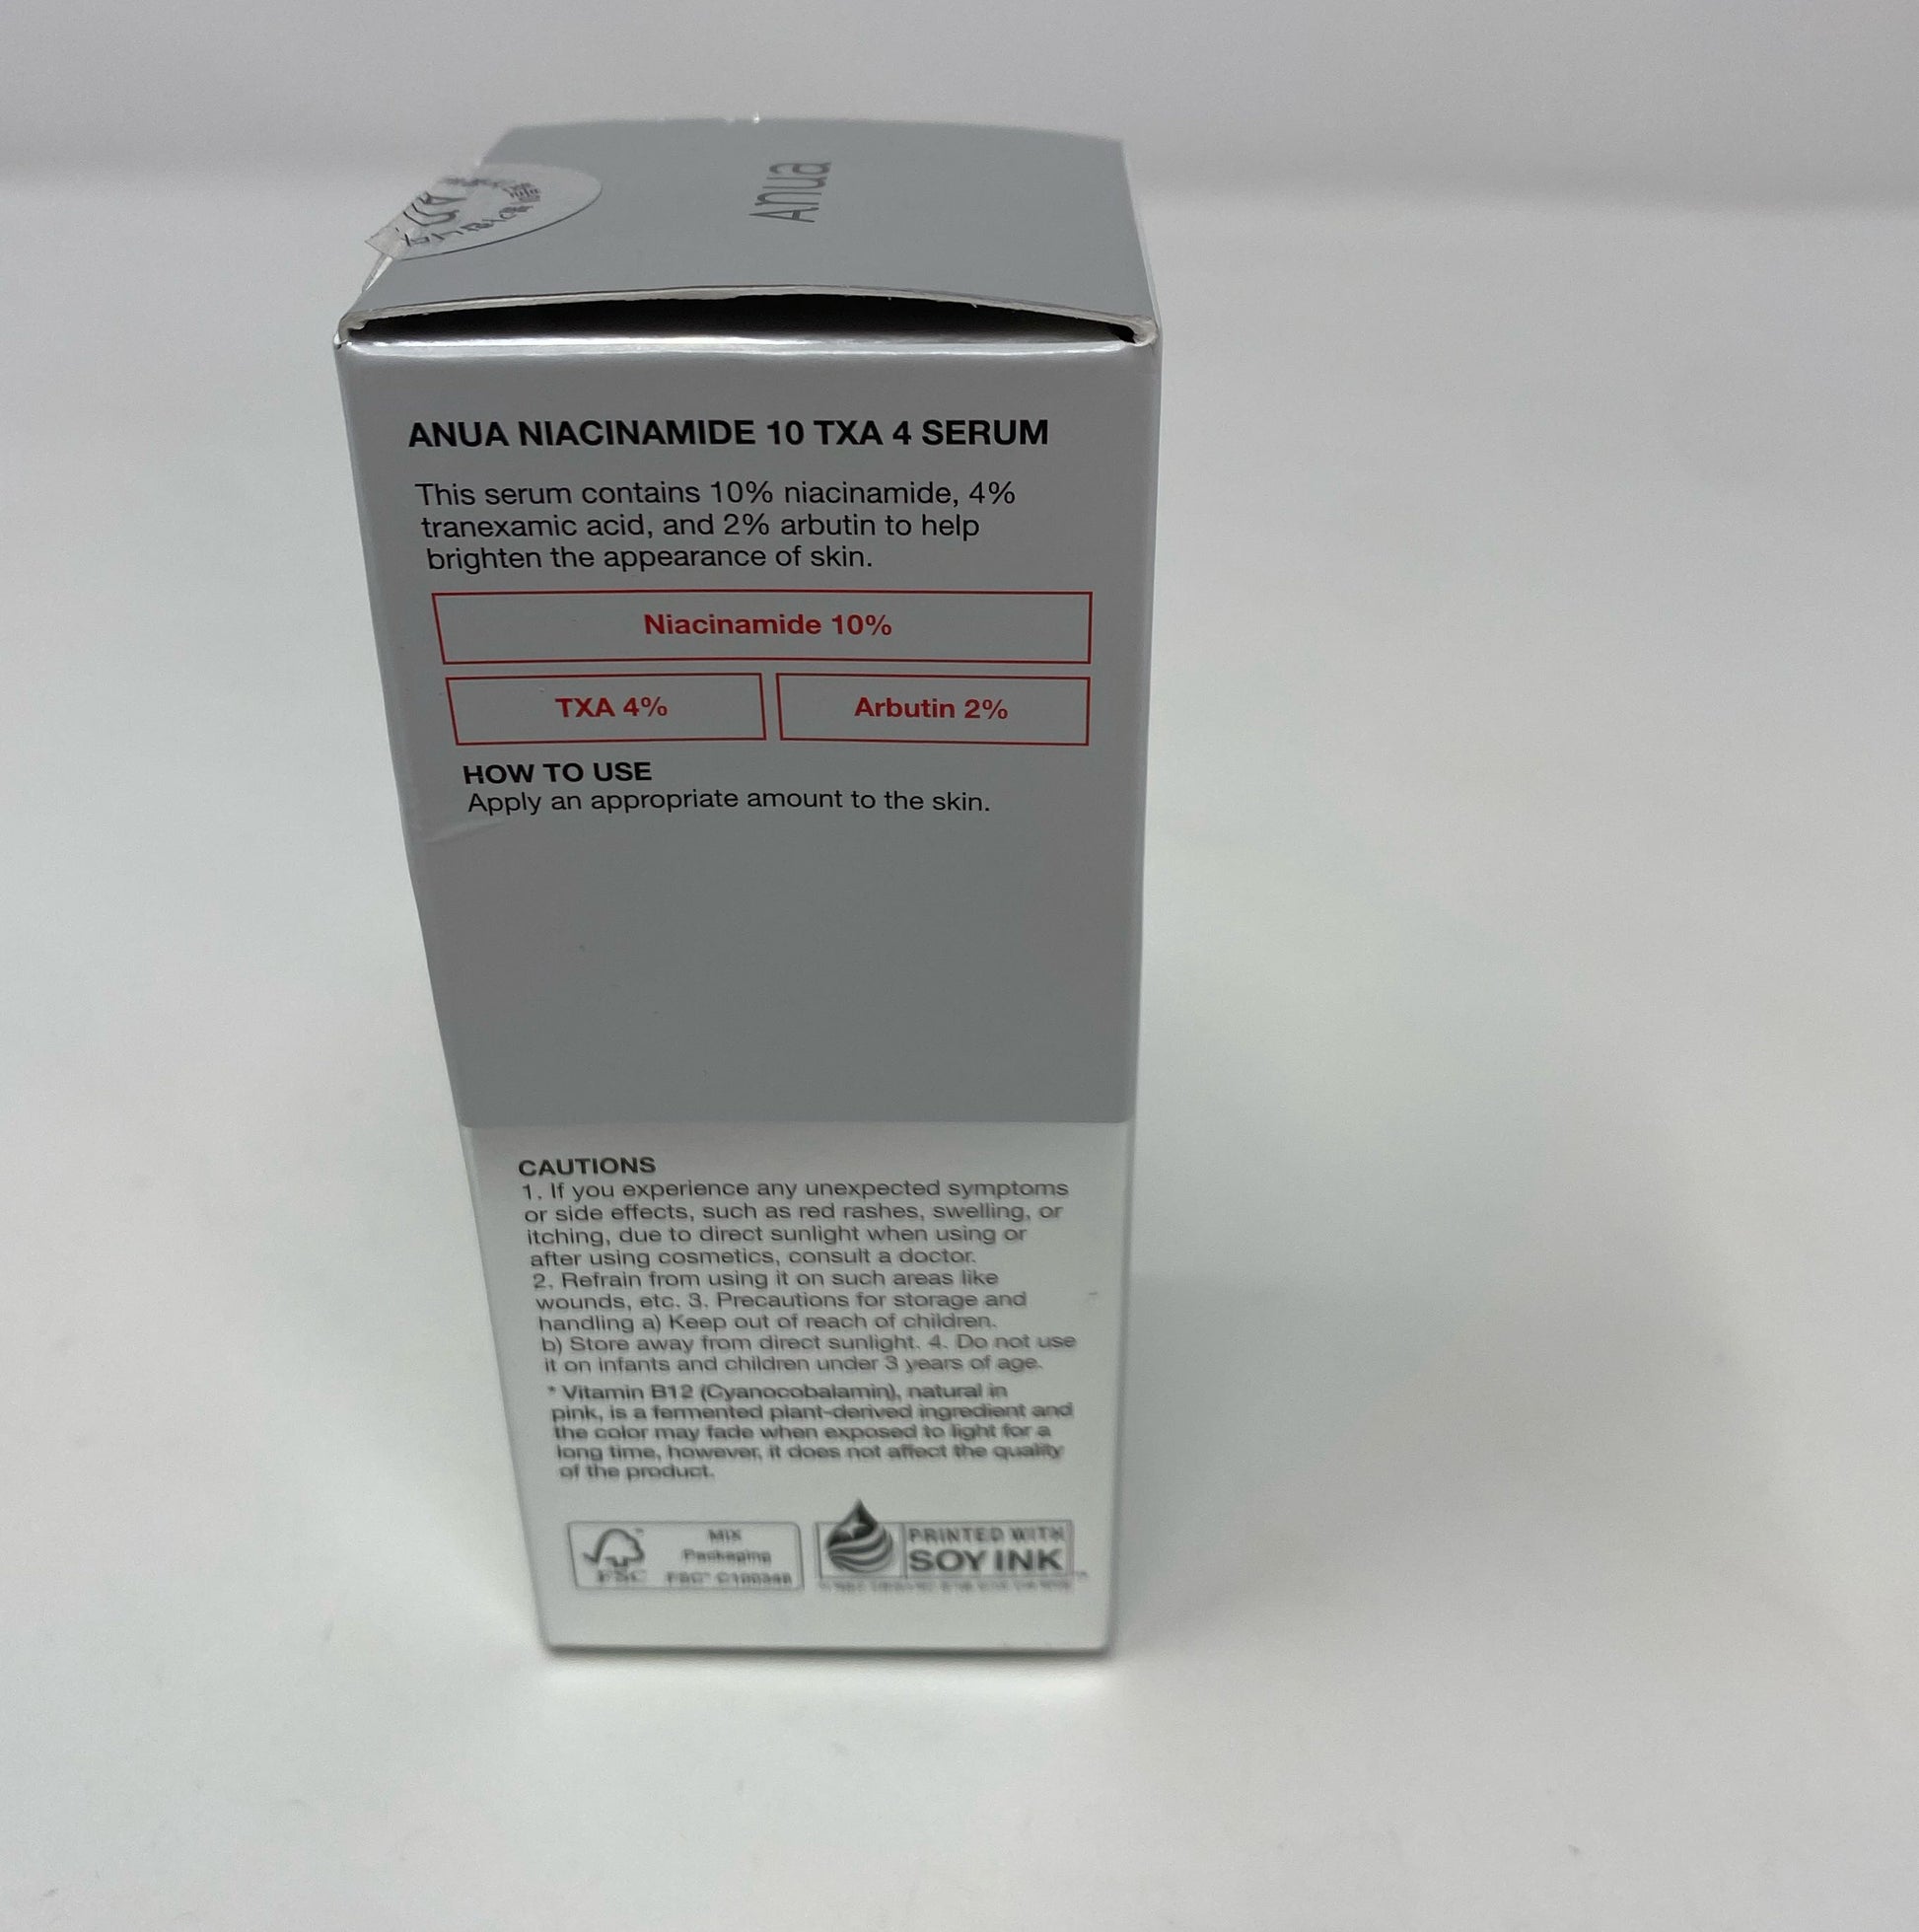 Anua
ANUA NIACINAMIDE 10 TXA 4 SERUM
This serum contains 10% niacinamide, 4%
tranexamic acid, and 2% arbutin to help
brighten the appearance of skin.
Niacinamide 10%
TXA 4%
Arbutin 2%
HOW TO USE
Apply an appropriate amount to the skin.
CAUTIONS
1. If you experience any unexpected symptoms
or side effects, such as red rashes, swelling, or
itching, due to direct sunlight when using or
after using cosmetics, consult a doctor.
2. Refrain from using it on such areas like
wounds, etc. 3. Precautions for storage and
handling a) Keep out of reach of children.
b) Store away from direct sunlight. 4. Do not use
it on infants and children under 3 years of age.
* Vitamin B12 (Cyanocobalamin), natural in
pink, is a fermented plant-derived ingredient and
the color may fade when exposed to light for a
long time, however, it does not affect the quality
of the product.
FSC
MIX
Packaging
FSC™
PRINTED WITH
SOY INK